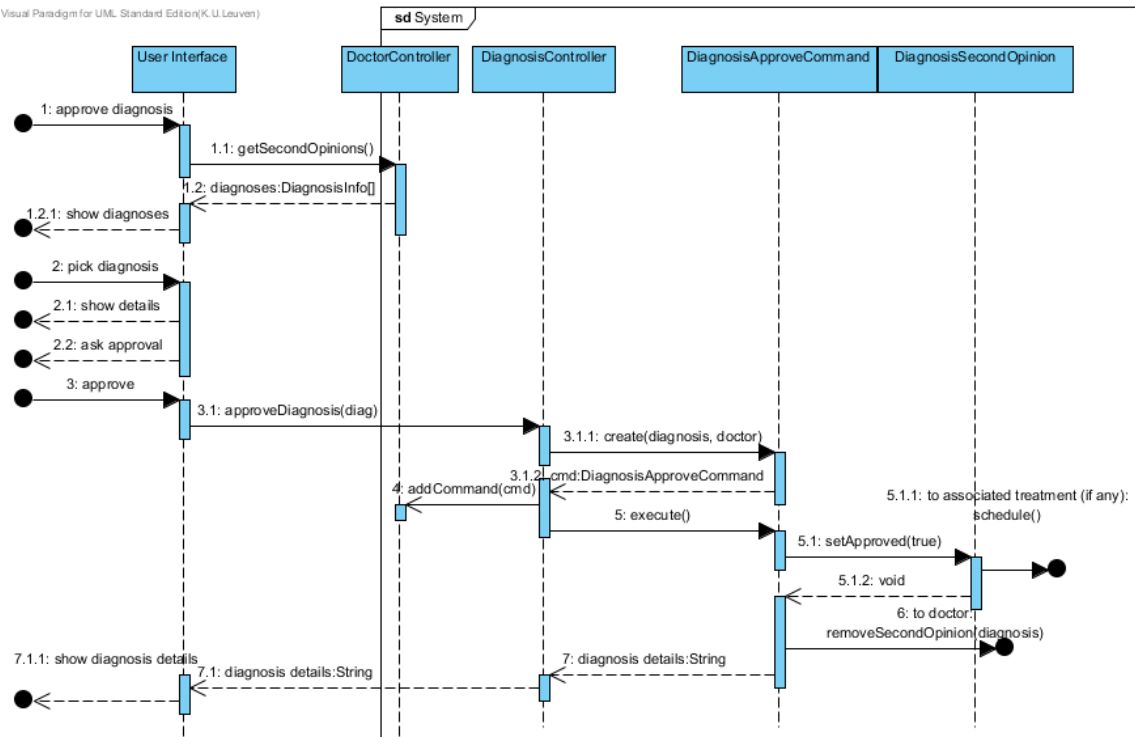 Visual Paradigm for UML Standard Edition(K.U.Leuven)
sd System
User Interface
DoctorController
DiagnosisController
DiagnosisApproveCommand
DiagnosisSecondOpinion
1: approve diagnosis
1.1: getSecondOpinions()
1.2: diagnoses:DiagnosisInfo[]
1.2.1: show diagnoses
2: pick diagnosis
2.1: show details
2.2: ask approval
3: approve
3.1: approveDiagnosis(diag)
3.1.1: create(diagnosis, doctor)
3.1.2: cmd:DiagnosisApproveCommand
4: addCommand(cmd)
5: execute()
5.1.1: to associated treatment (if any):
schedule()
5.1: setApproved(true)
5.1.2: void
6: to doctor:
removeSecondOpinion(diagnosis)
7: diagnosis details:String
7.1: diagnosis details:String
7.1.1: show diagnosis details